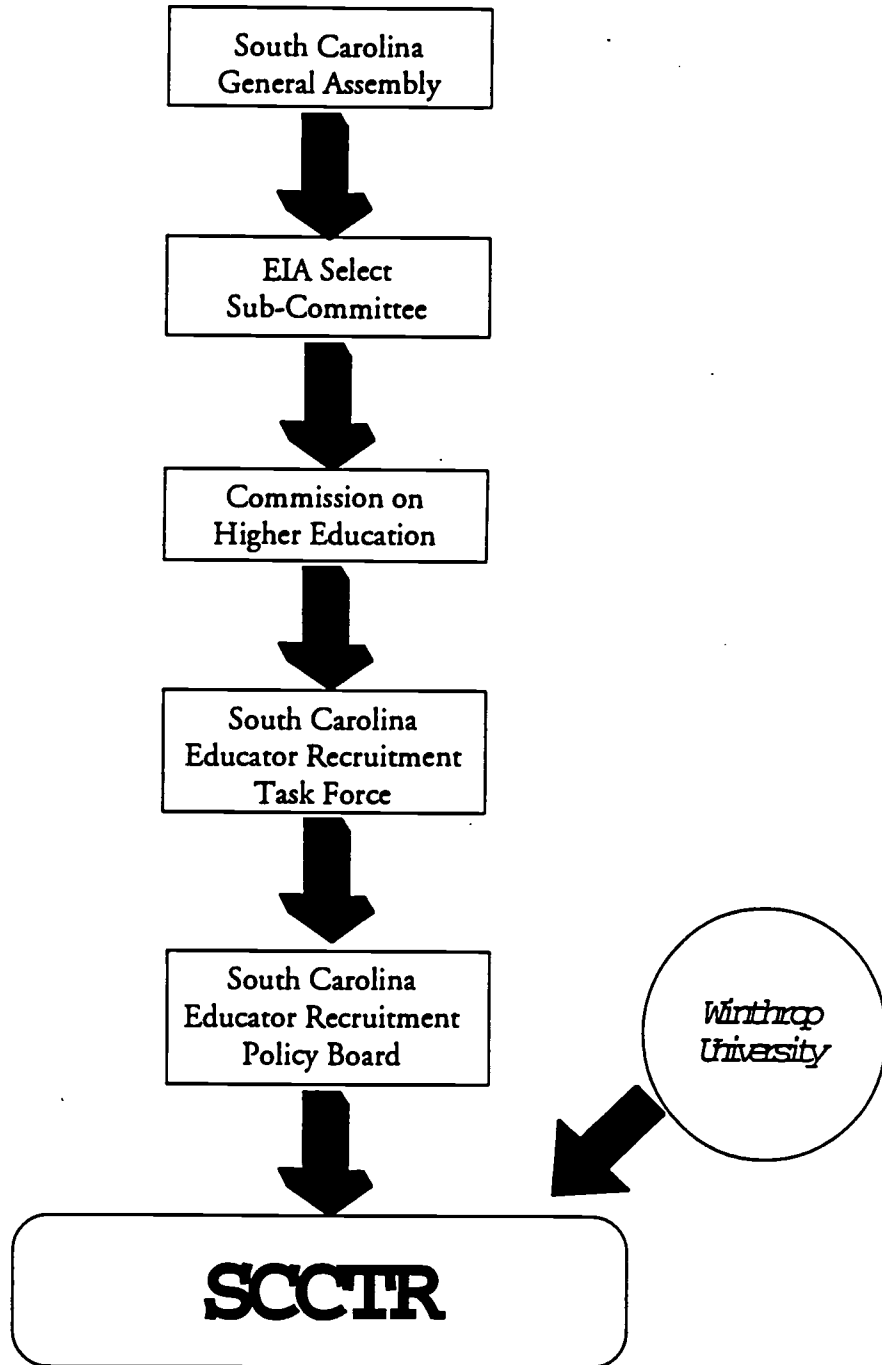 South Carolina
General Assembly
EIA Select
Sub-Committee
Commission on
Higher Education
South Carolina
Educator Recruitment
Task Force
South Carolina
Educator Recruitment
Policy Board
Winthrop
University
SCCTR